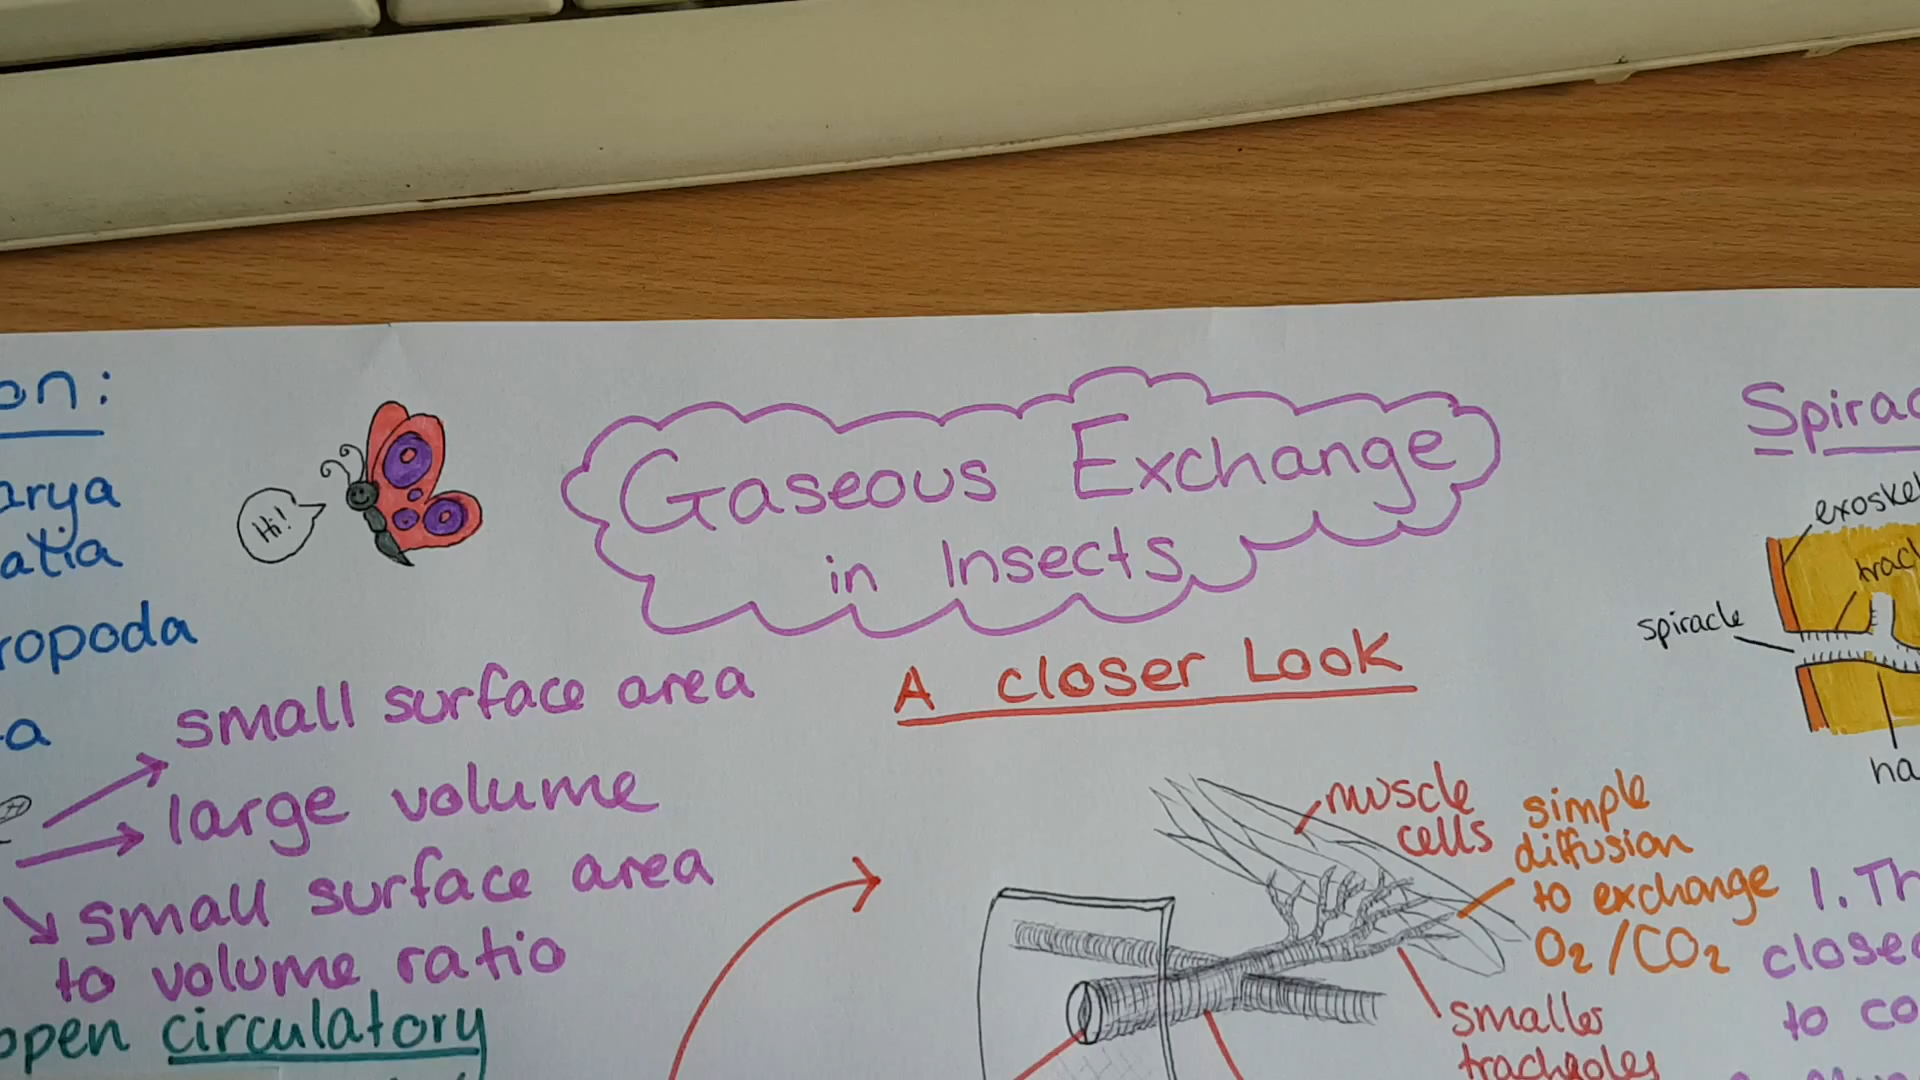 on:
arya
atia
ropoda
a
Hi!
Gaseous Exchange
in Insects
small surface area
large volume
small surface area
to volume ratio
open circulatory
A closer Look
muscle
cells
simple
diffusion
to exchange
O₂/CO₂
smalles
tracheoles
Spirac
exoskel
trac
spiracle
ha
1. Th
close
to co